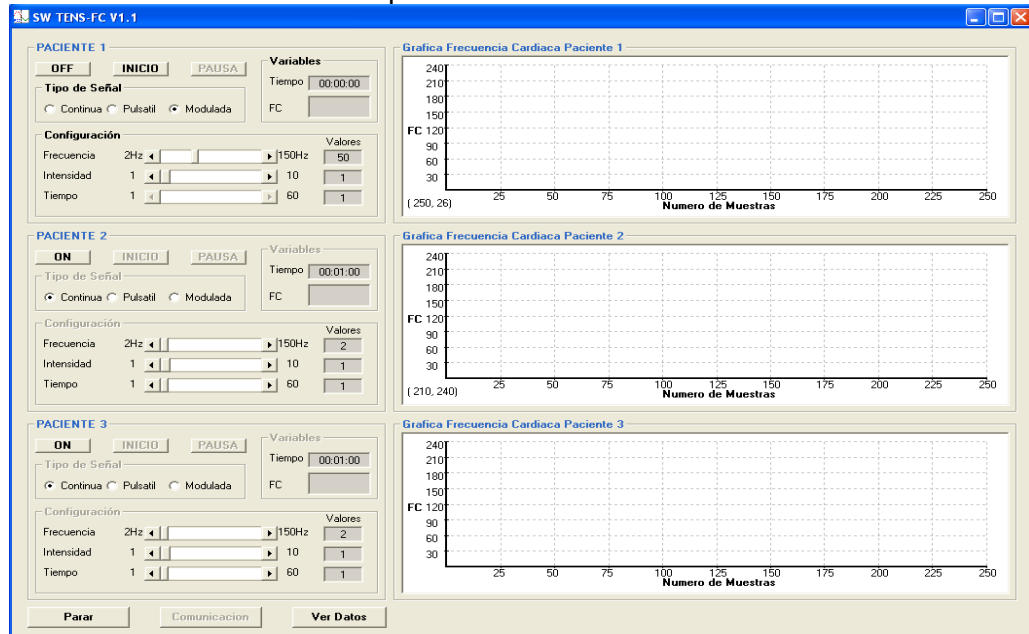 SW TENS-FC V1.1
PACIENTE 1
OFF INICIO PAUSA
Variables
Tiempo 00:00:00
FC
Tipo de Señal
Continua Pulsatil Modulada
Configuración
Valores
Frecuencia 2Hz 150Hz 50
Intensidad 1 10 1
Tiempo 1 60 1
Grafica Frecuencia Cardiaca Paciente 1
240
210
180
150
FC 120
90
60
30
25 50 75 100 125 150 175 200 225 250
Numero de Muestras
( 250, 26)
PACIENTE 2
ON INICIO PAUSA
Variables
Tiempo 00:01:00
FC
Tipo de Señal
Continua Pulsatil Modulada
Configuración
Valores
Frecuencia 2Hz 150Hz 2
Intensidad 1 10 1
Tiempo 1 60 1
Grafica Frecuencia Cardiaca Paciente 2
240
210
180
150
FC 120
90
60
30
25 50 75 100 125 150 175 200 225 250
Numero de Muestras
( 210, 240)
PACIENTE 3
ON INICIO PAUSA
Variables
Tiempo 00:01:00
FC
Tipo de Señal
Continua Pulsatil Modulada
Configuración
Valores
Frecuencia 2Hz 150Hz 2
Intensidad 1 10 1
Tiempo 1 60 1
Grafica Frecuencia Cardiaca Paciente 3
240
210
180
150
FC 120
90
60
30
25 50 75 100 125 150 175 200 225 250
Numero de Muestras
Parar Comunicacion Ver Datos